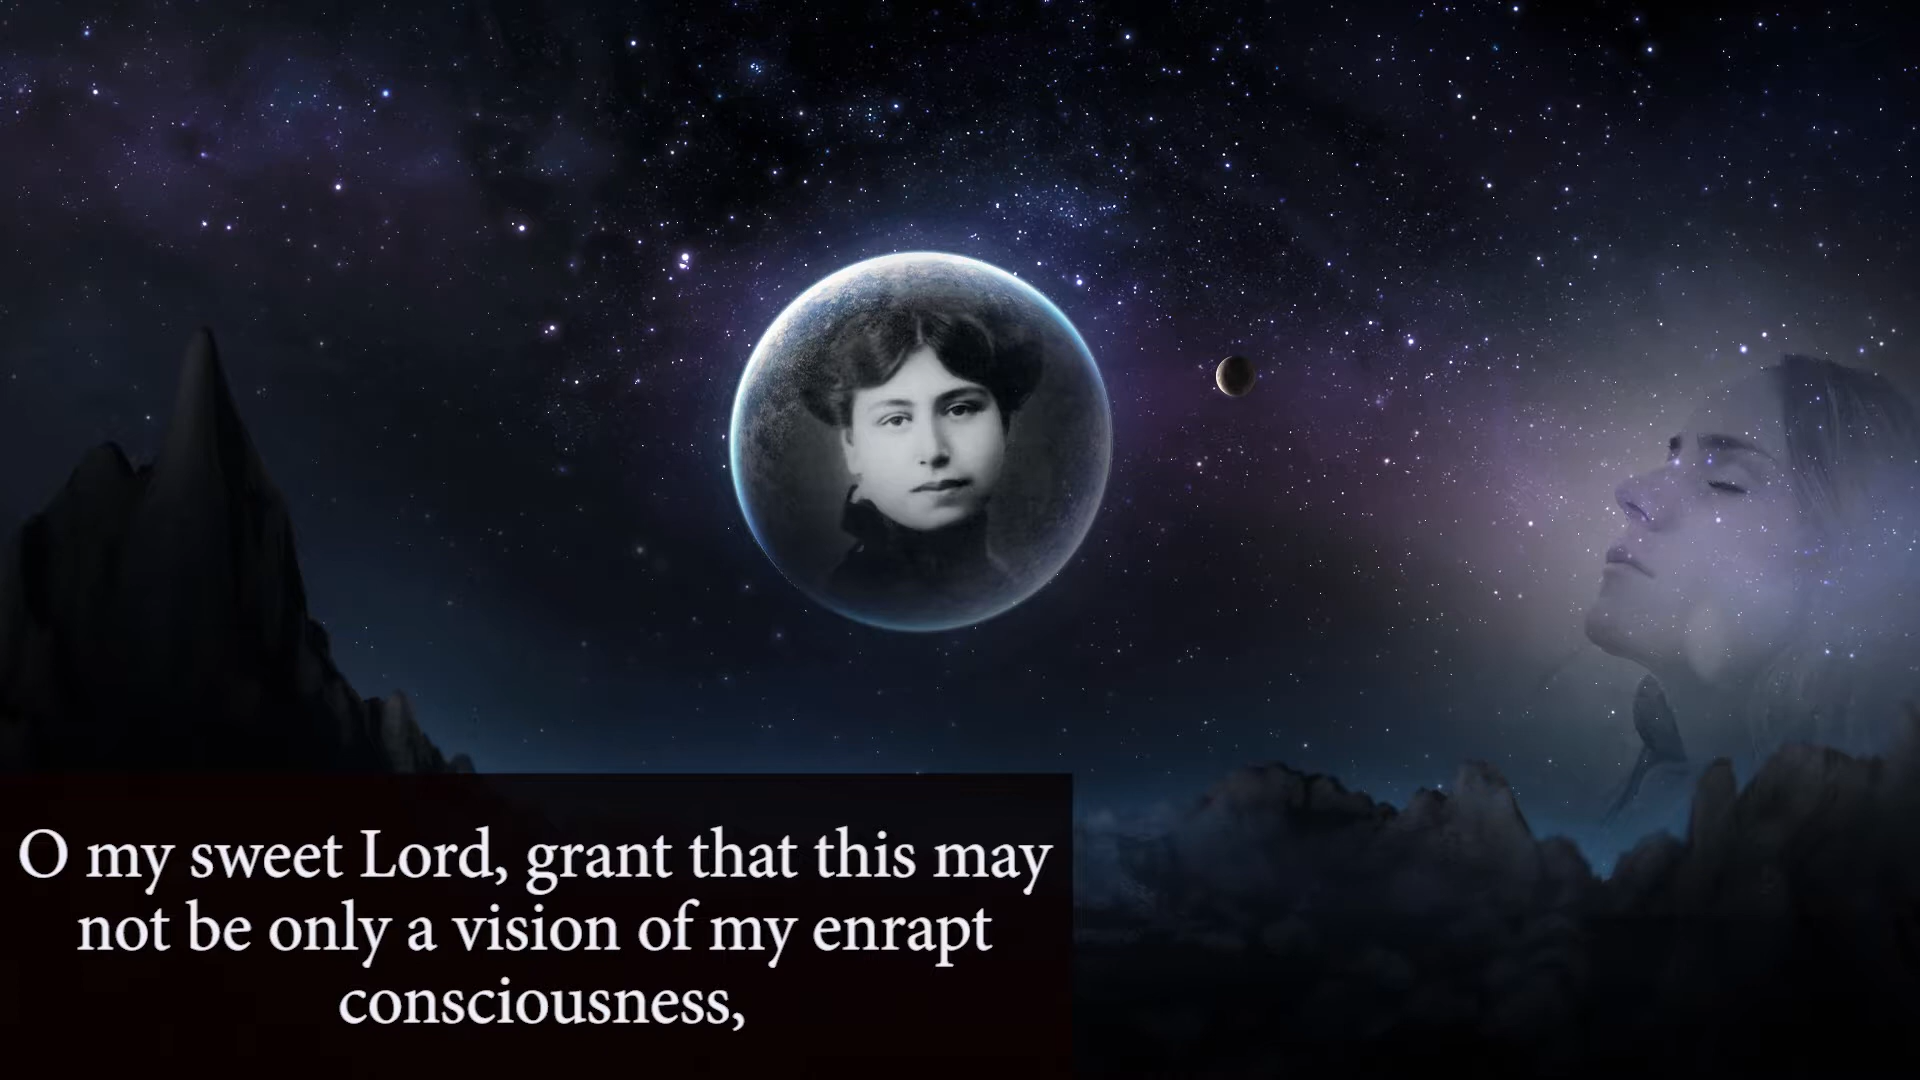 O my sweet Lord, grant that this may
not be only a vision of my enrapt
consciousness,